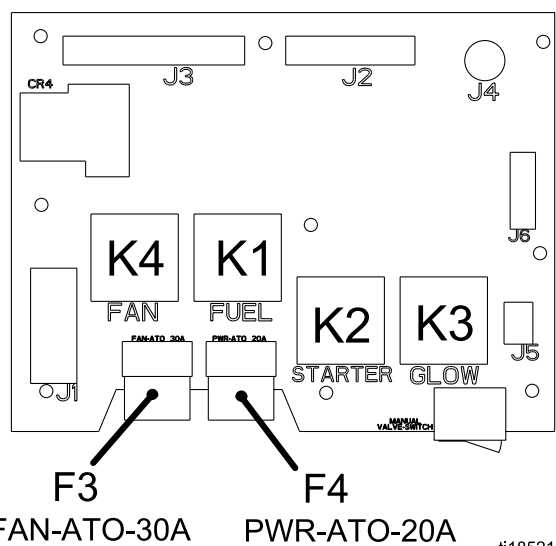 J3
J2
J4
CR4
J6
K4
K1
K2
K3
FAN
FUEL
STARTER
GLOW
J5
FAN-ATO 30A
PWR-ATO 20A
J1
MANUAL
VALVE-SWITCH
F3
F4
FAN-ATO-30A
PWR-ATO-20A